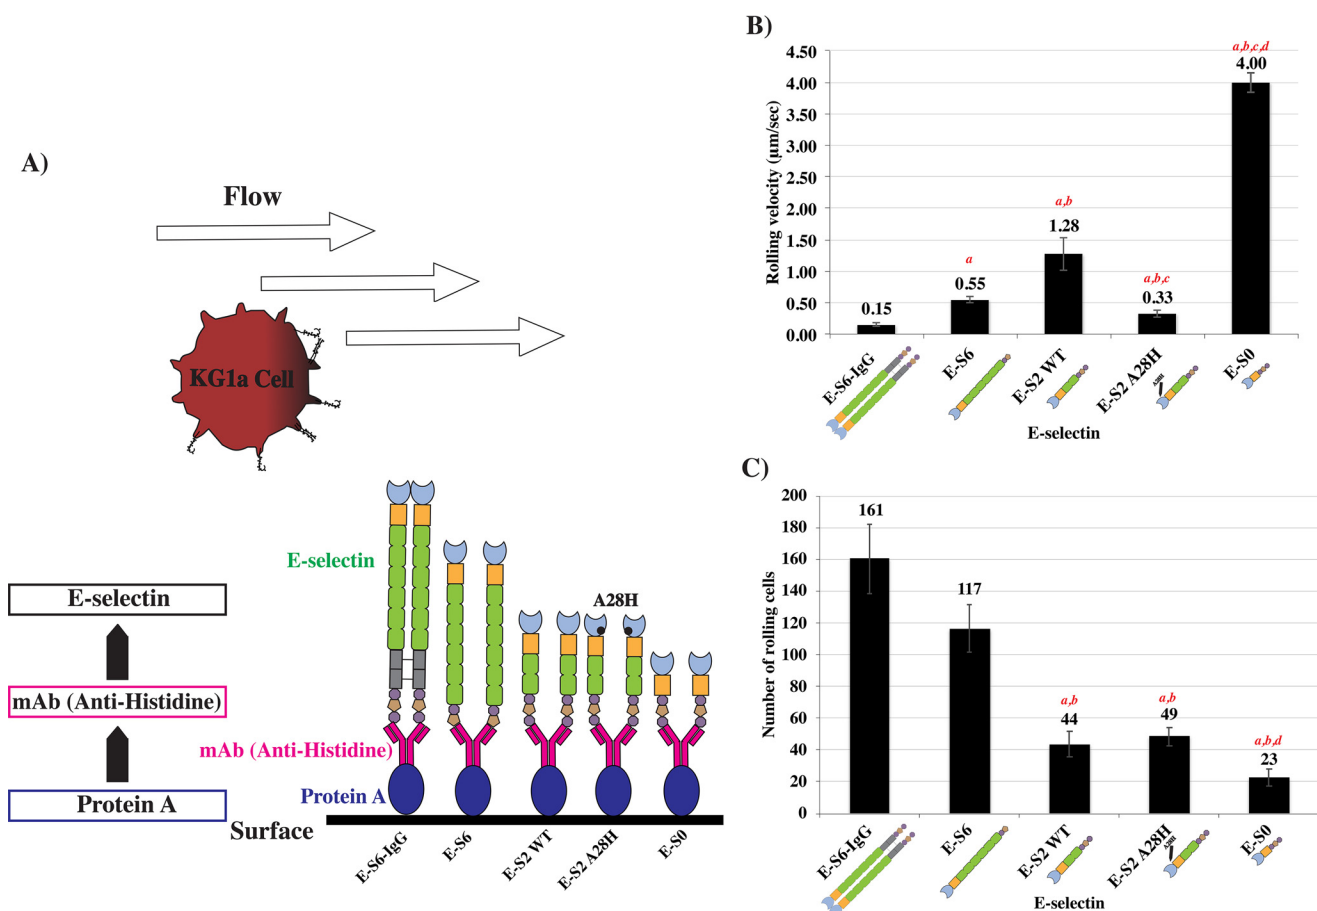 A)
Flow
KG1a Cell
E-selectin
A28H
E-selectin
mAb (Anti-Histidine)
mAb (Anti-Histidine)
Protein A
Protein A
Surface
E-S6-IgG
E-S6
E-S2 WT
E-S2 A28H
E-S0
B)
Rolling velocity (μm/sec)
4.50
4.00
3.50
3.00
2.50
2.00
1.50
1.00
0.50
0.00
0.15
a
0.55
a,b
1.28
a,b,c
0.33
a,b,c,d
4.00
E-S6-IgG
E-S6
E-S2 WT
E-S2 A28H
A28H
E-S0
E-selectin
C)
Number of rolling cells
200
180
160
140
120
100
80
60
40
20
0
161
117
a,b
44
a,b
49
a,b,d
23
E-S6-IgG
E-S6
E-S2 WT
E-S2 A28H
A28H
E-S0
E-selectin